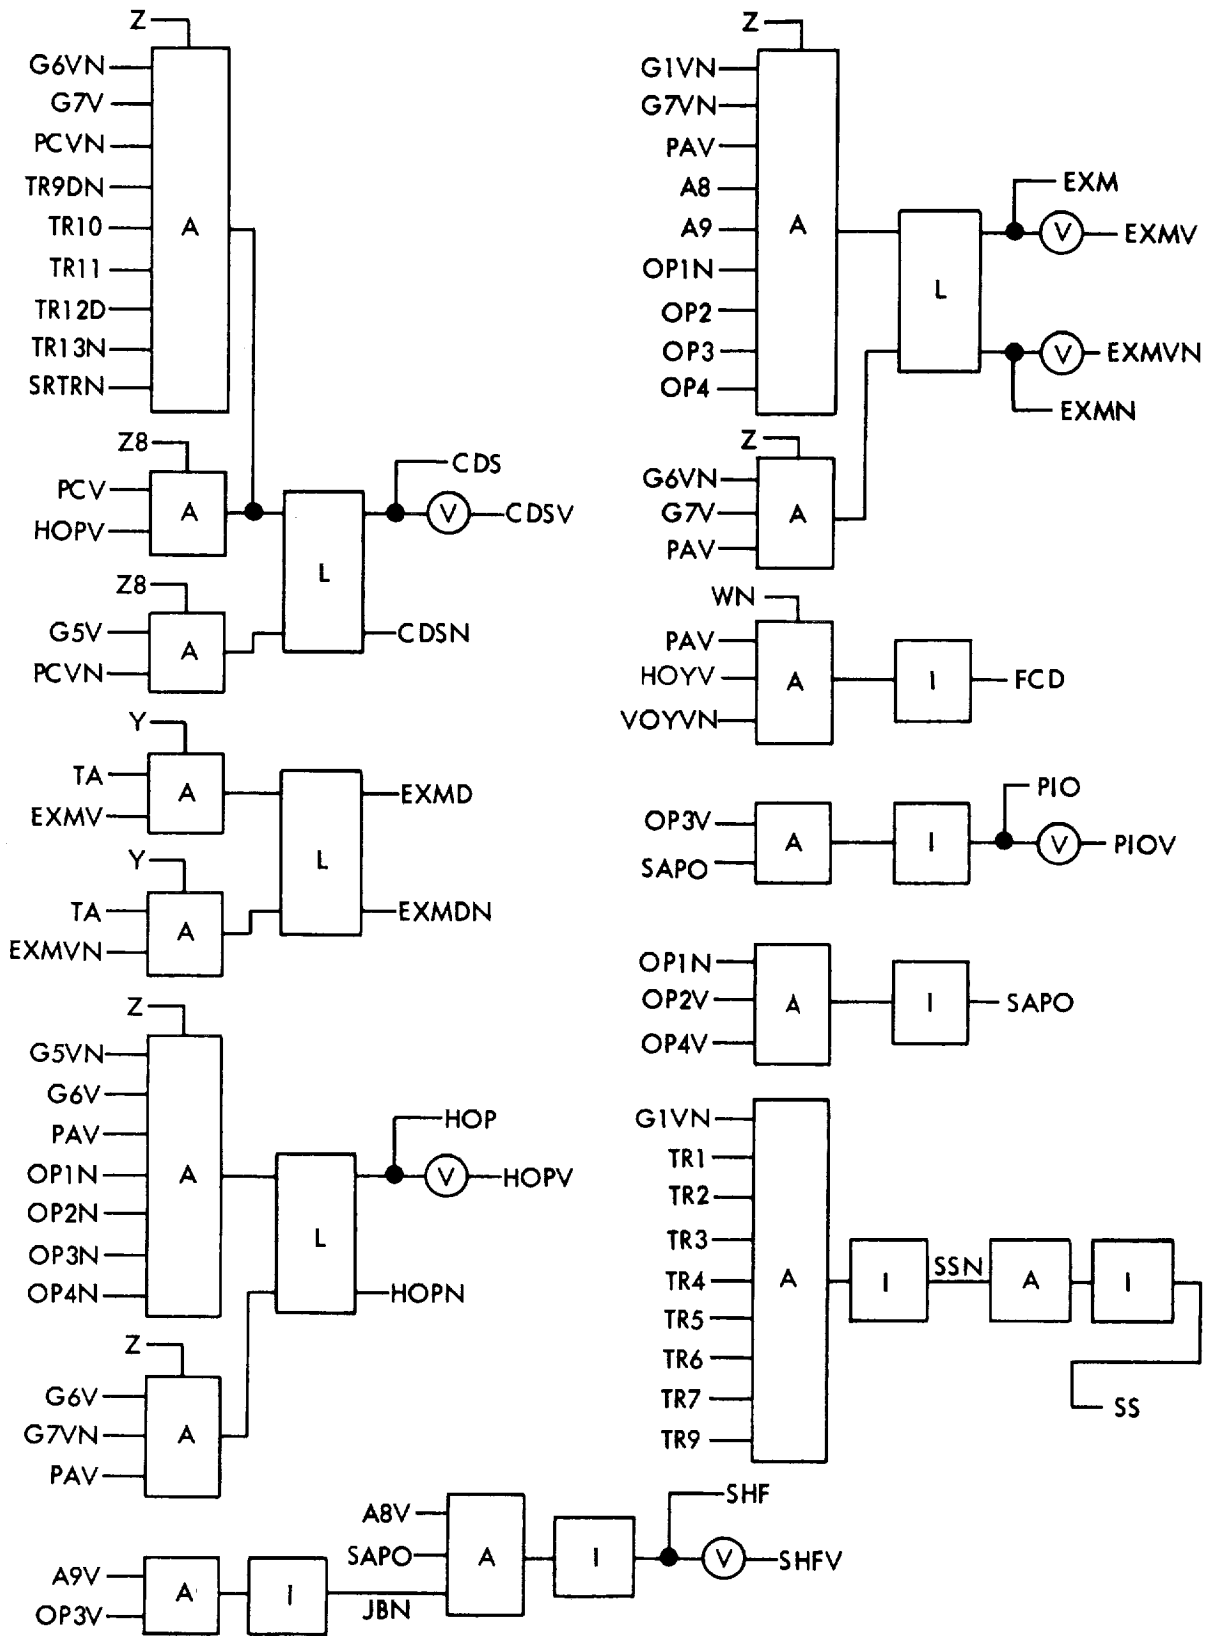 Z
G6VN
G7V
PCVN
TR9DN
TR10
TR11
TR12D
TR13N
SRTRN
A
Z8
PCV
HOPV
A
Z8
G5V
PCVN
A
L
CDS
V
CDSV
CDSN
Y
TA
EXMV
A
Y
TA
EXMVN
A
L
EXMD
EXMDN
Z
G5VN
G6V
PAV
OP1N
OP2N
OP3N
OP4N
A
Z
G6V
G7VN
PAV
A
L
HOP
V
HOPV
HOPN
Z
G1VN
G7VN
PAV
A8
A9
OP1N
OP2
OP3
OP4
A
Z
G6VN
G7V
PAV
A
L
EXM
V
EXMV
V
EXMVN
EXMN
WN
PAV
HOYV
VOYVN
A
I
FCD
OP3V
SAPO
A
I
PIO
V
PIOV
OP1N
OP2V
OP4V
A
I
SAPO
G1VN
TR1
TR2
TR3
TR4
TR5
TR6
TR7
TR9
A
I
SSN
A
I
SS
A9V
OP3V
A
I
JBN
A8V
SAPO
A
I
SHF
V
SHFV